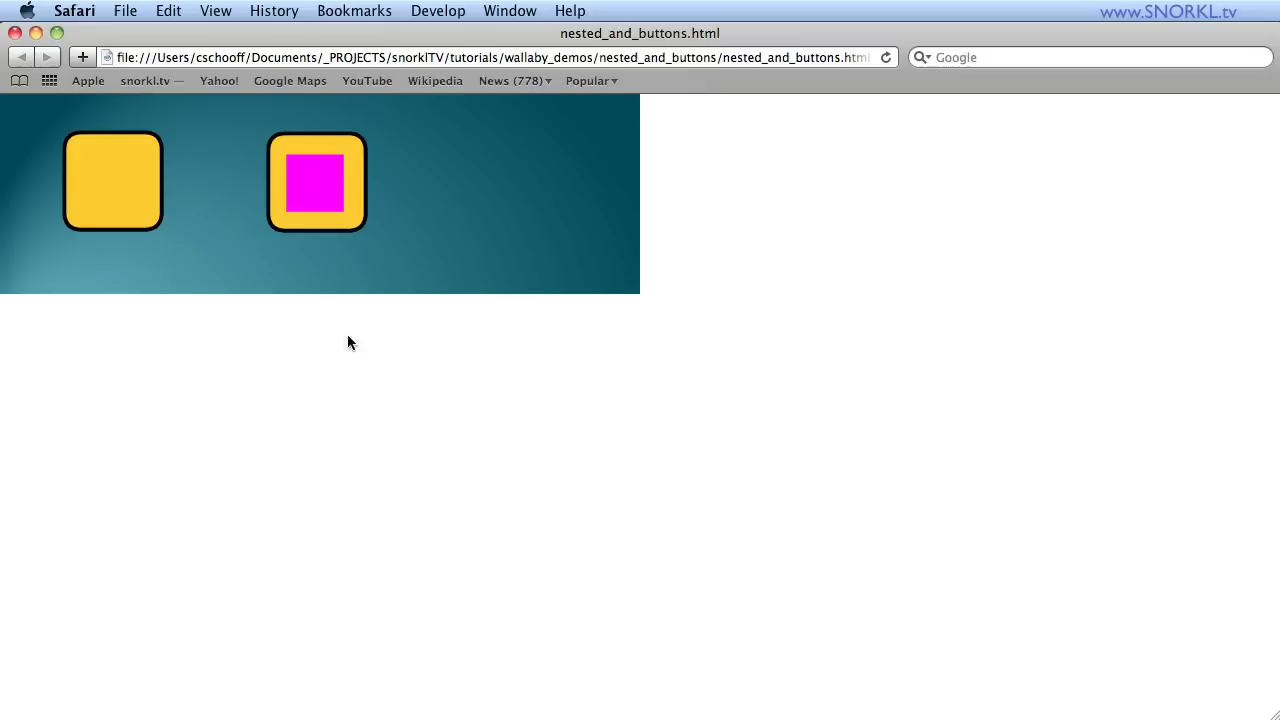 Safari File Edit View History Bookmarks Develop Window Help www.SNORKL.tv
nested_and_buttons.html
file:///Users/cschooff/Documents/_PROJECTS/snorklTV/tutorials/wallaby_demos/nested_and_buttons/nested_and_buttons.html Google
Apple snorkl.tv — Yahoo! Google Maps YouTube Wikipedia News (778) Popular